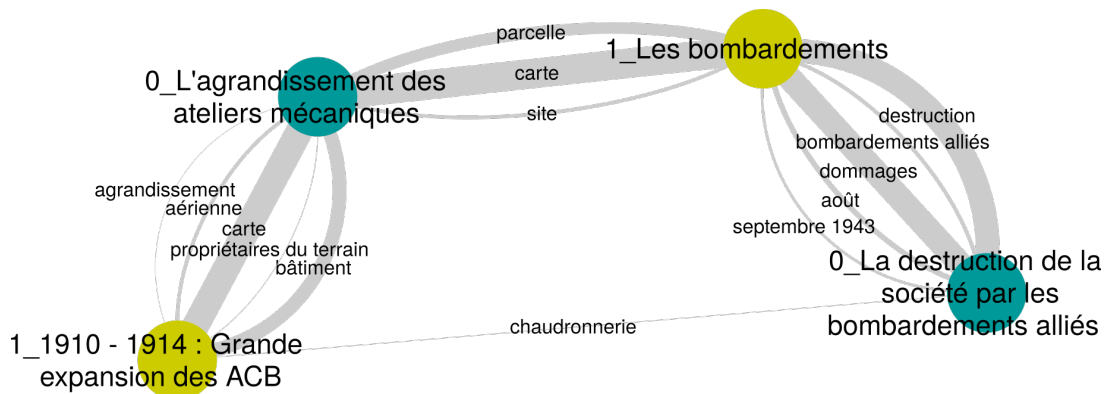 parcelle
1_Les bombardements
carte
0_L'agrandissement des
ateliers mécaniques
site
destruction
bombardements alliés
dommages
août
septembre 1943
agrandissement
aérienne
carte
propriétaires du terrain
bâtiment
0_La destruction de la
société par les
bombardements alliés
chaudronnerie
1_1910 - 1914 : Grande
expansion des ACB